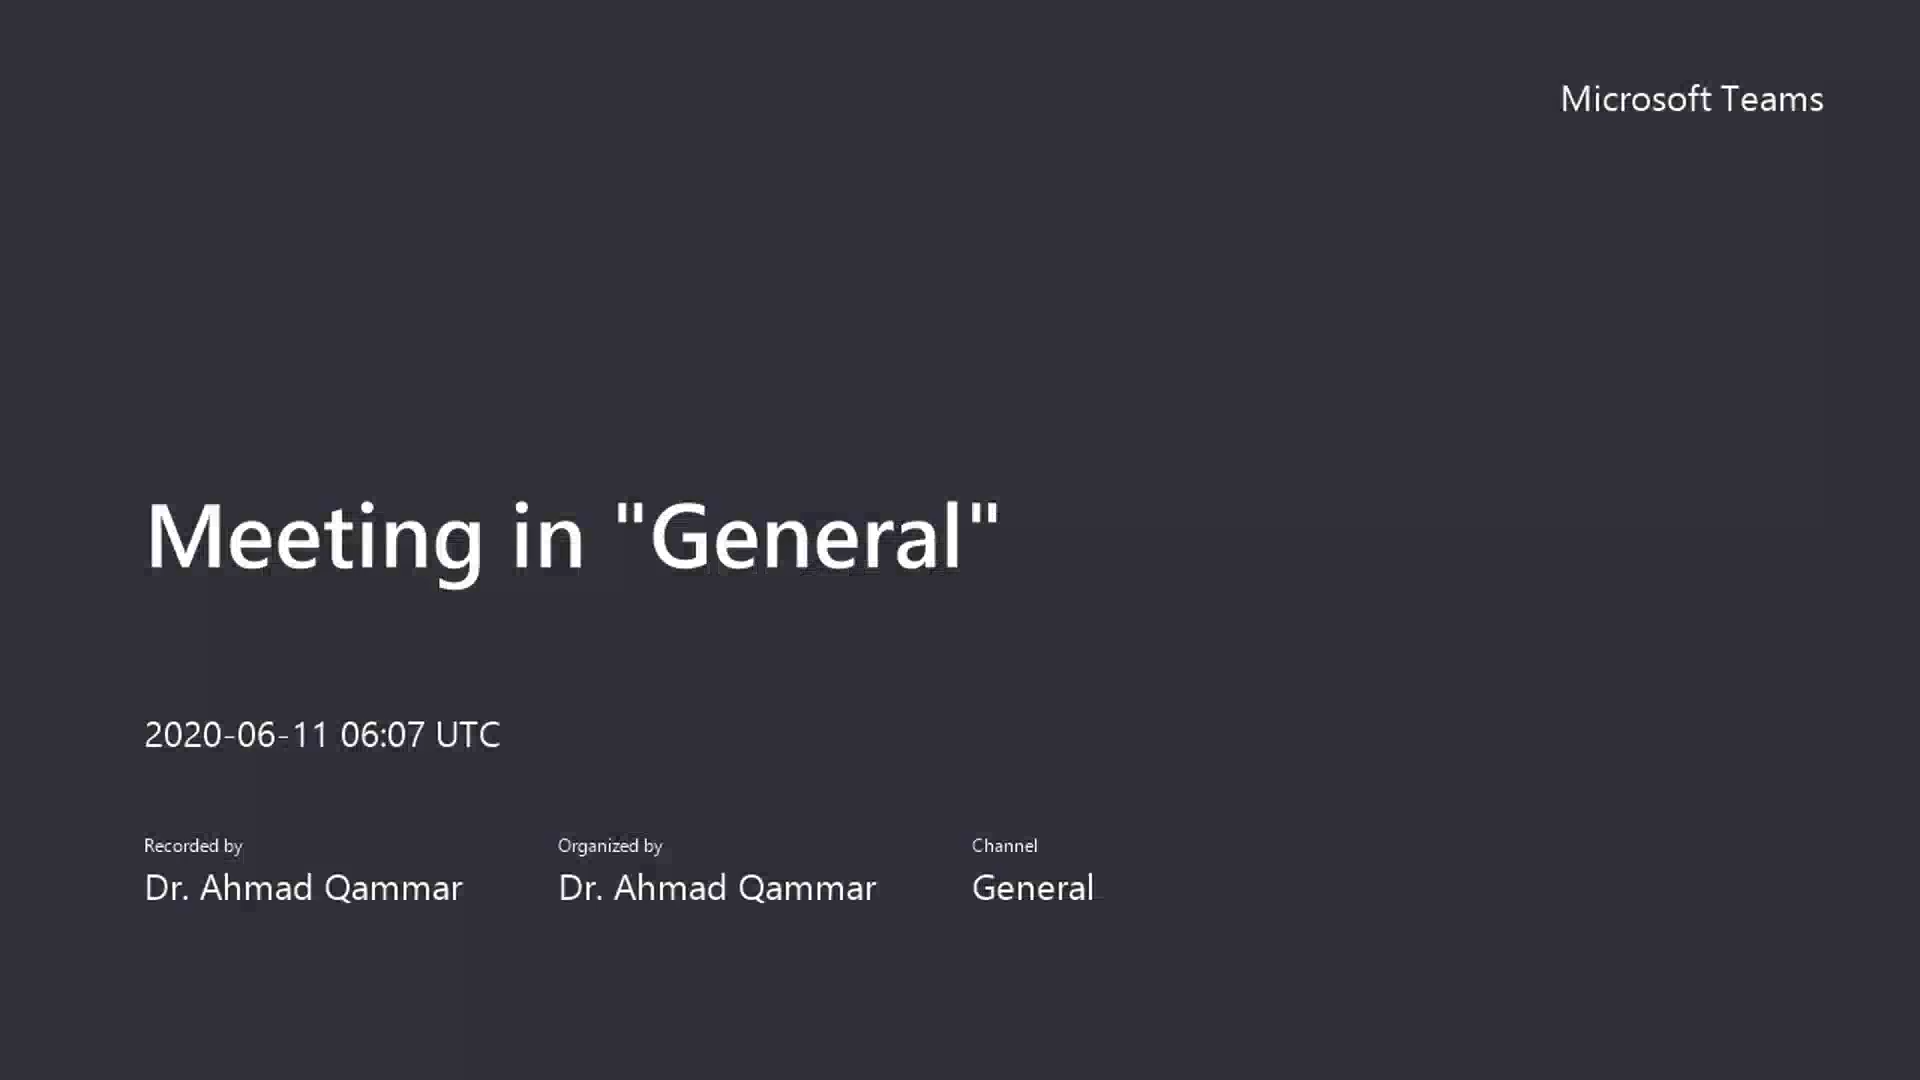 Microsoft Teams
Meeting in "General"
2020-06-11 06:07 UTC
Recorded by
Dr. Ahmad Qammar
Organized by
Dr. Ahmad Qammar
Channel
General